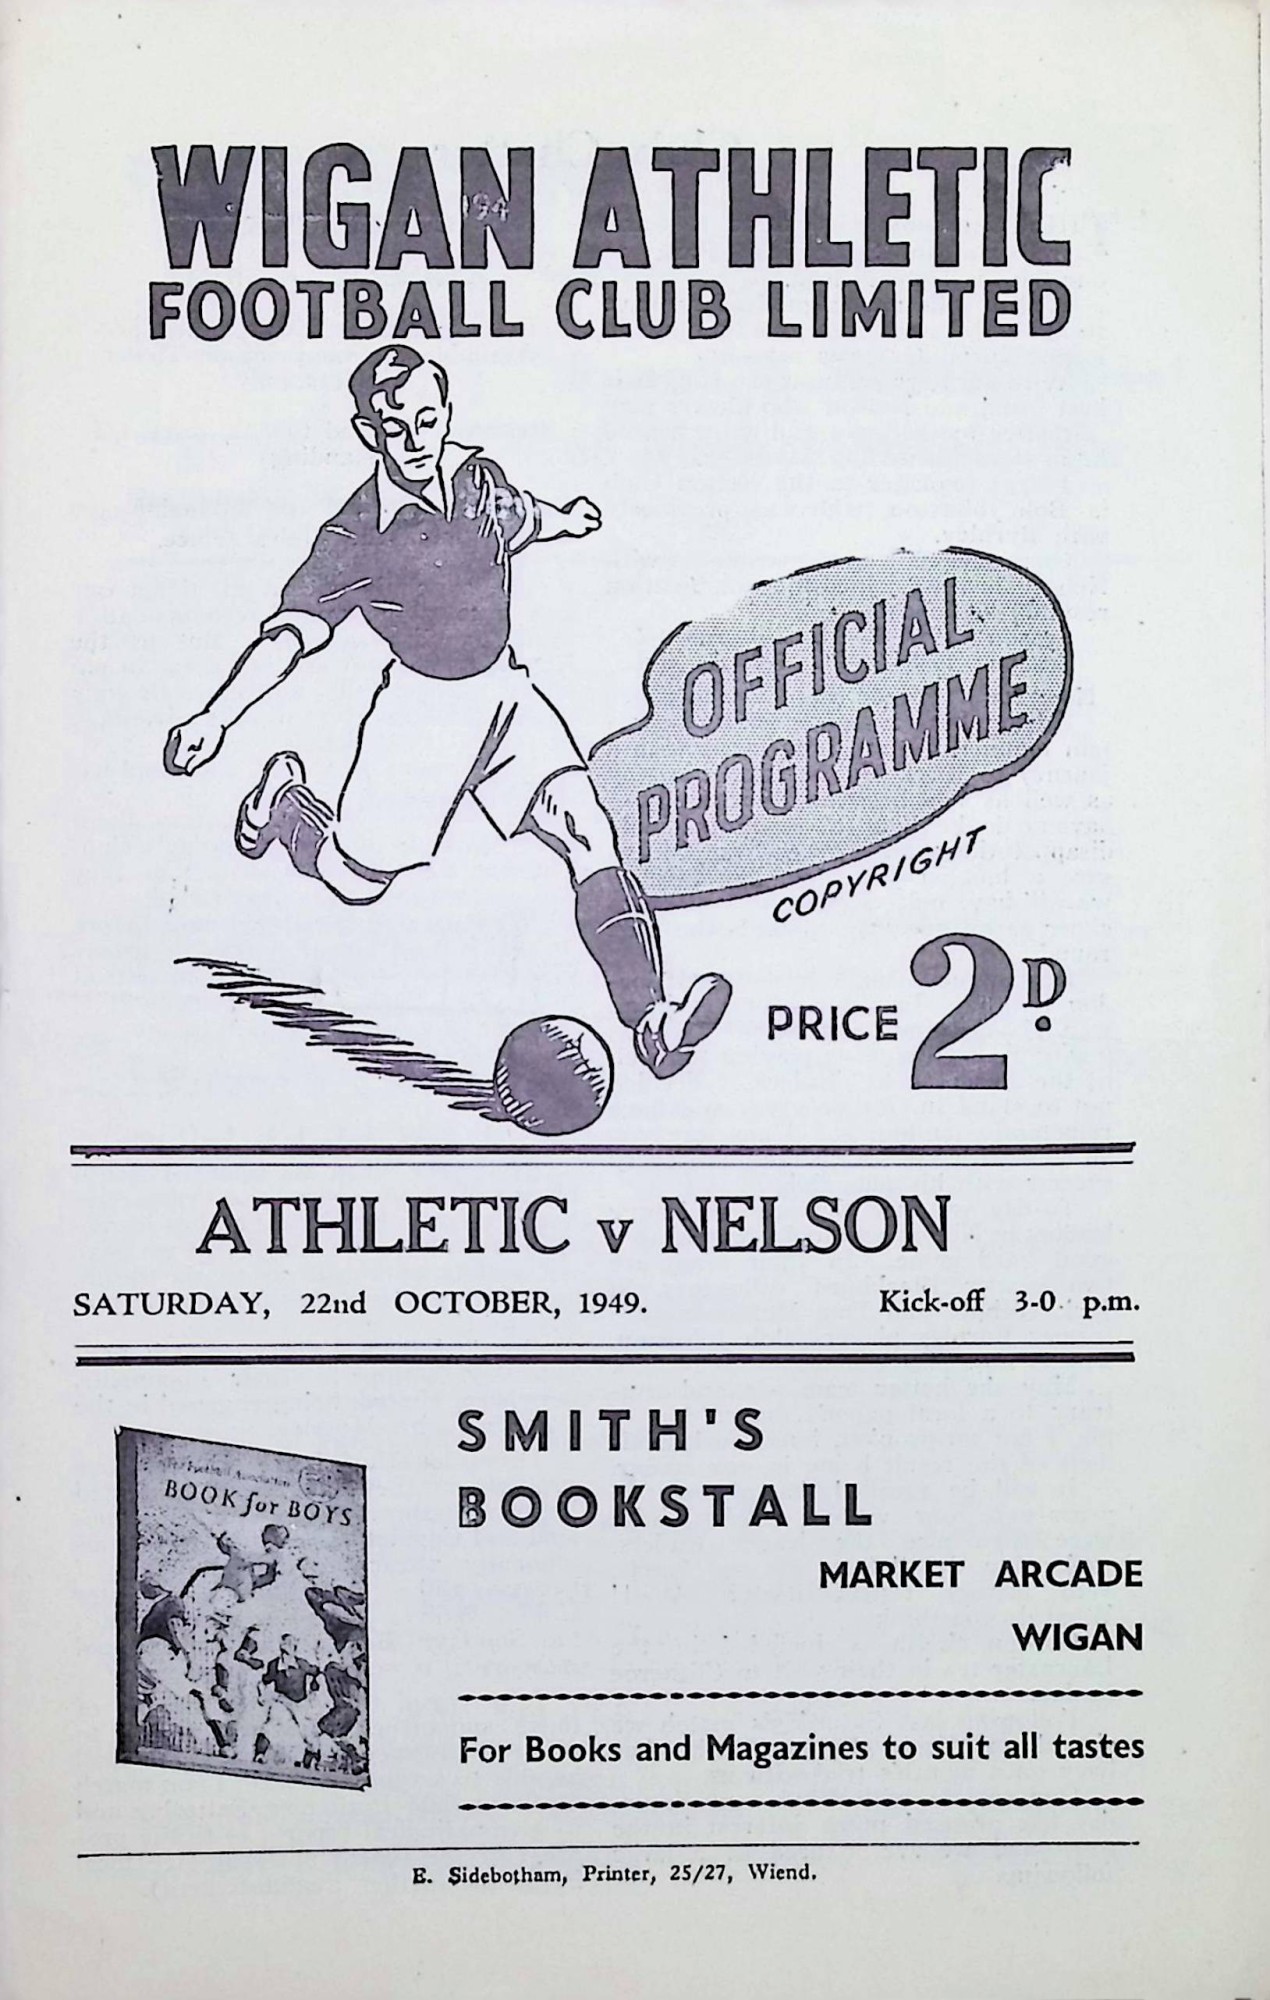 WIGAN ATHLETIC
FOOTBALL CLUB LIMITED
OFFICIAL
PROGRAMME
COPYRIGHT
PRICE 2D.
ATHLETIC v NELSON
SATURDAY, 22nd OCTOBER, 1949. Kick-off 3-0 p.m.
BOOK for BOYS
SMITH'S
BOOKSTALL
MARKET ARCADE
WIGAN
For Books and Magazines to suit all tastes
E. Sidebotham, Printer, 25/27, Wiend.